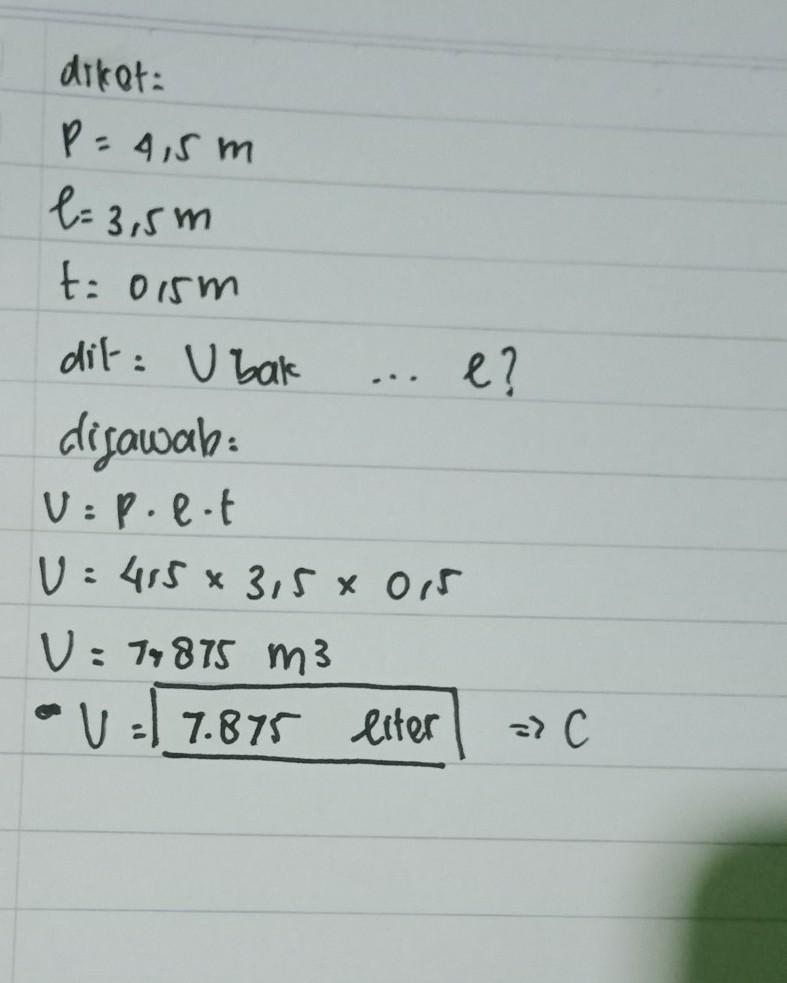 diket:
P = 4,5 m
l = 3,5 m
t = 0,5 m
dit = V bak ... l?
dijawab:
V = p . l . t
V = 4,5 x 3,5 x 0,5
V = 7,875 m3
- V = 7.875 liter => C